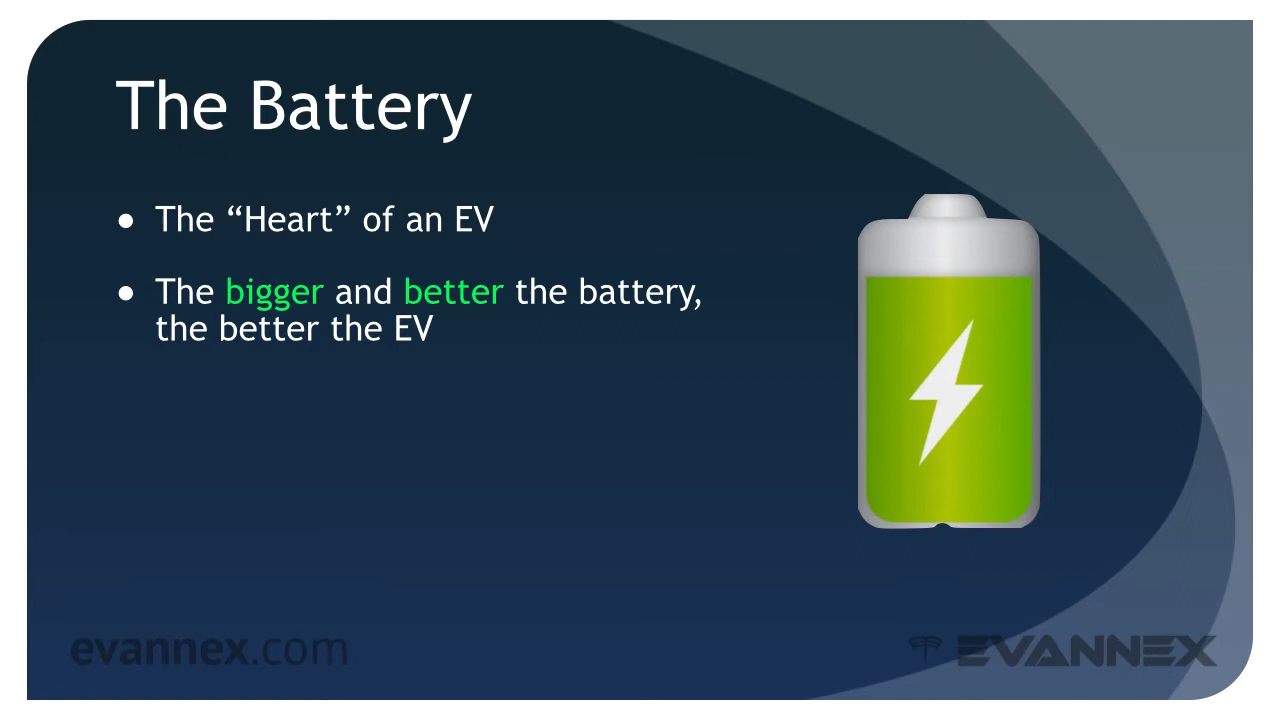 The Battery
● The “Heart” of an EV
● The bigger and better the battery,
the better the EV
evannex.com
EVANNEX